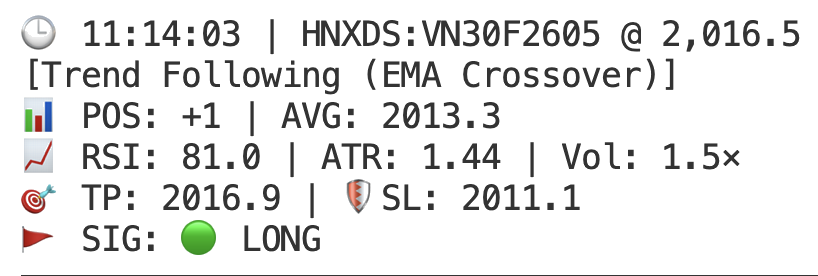 🕒 11:14:03 | HNXDS:VN30F2605 @ 2,016.5
[Trend Following (EMA Crossover)]
📊 POS: +1 | AVG: 2013.3
📈 RSI: 81.0 | ATR: 1.44 | Vol: 1.5×
🎯 TP: 2016.9 | 🛡️SL: 2011.1
🚩 SIG: 🟢 LONG